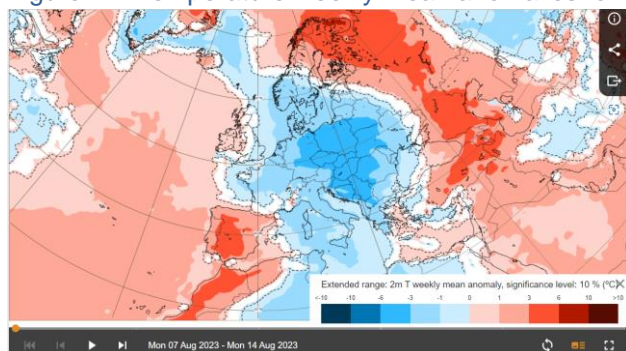 Extended range: 2m T weekly mean anomaly, significance level: 10 % (°C)
<-10 -10 -6 -3 -1 0 1 3 6 10 >10
Mon 07 Aug 2023 - Mon 14 Aug 2023